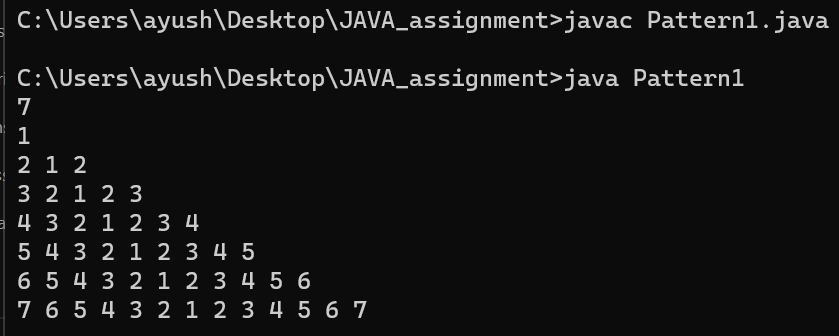 C:\Users\ayush\Desktop\JAVA_assignment>javac Pattern1.java
C:\Users\ayush\Desktop\JAVA_assignment>java Pattern1
7
1
2 1 2
3 2 1 2 3
4 3 2 1 2 3 4
5 4 3 2 1 2 3 4 5
6 5 4 3 2 1 2 3 4 5 6
7 6 5 4 3 2 1 2 3 4 5 6 7